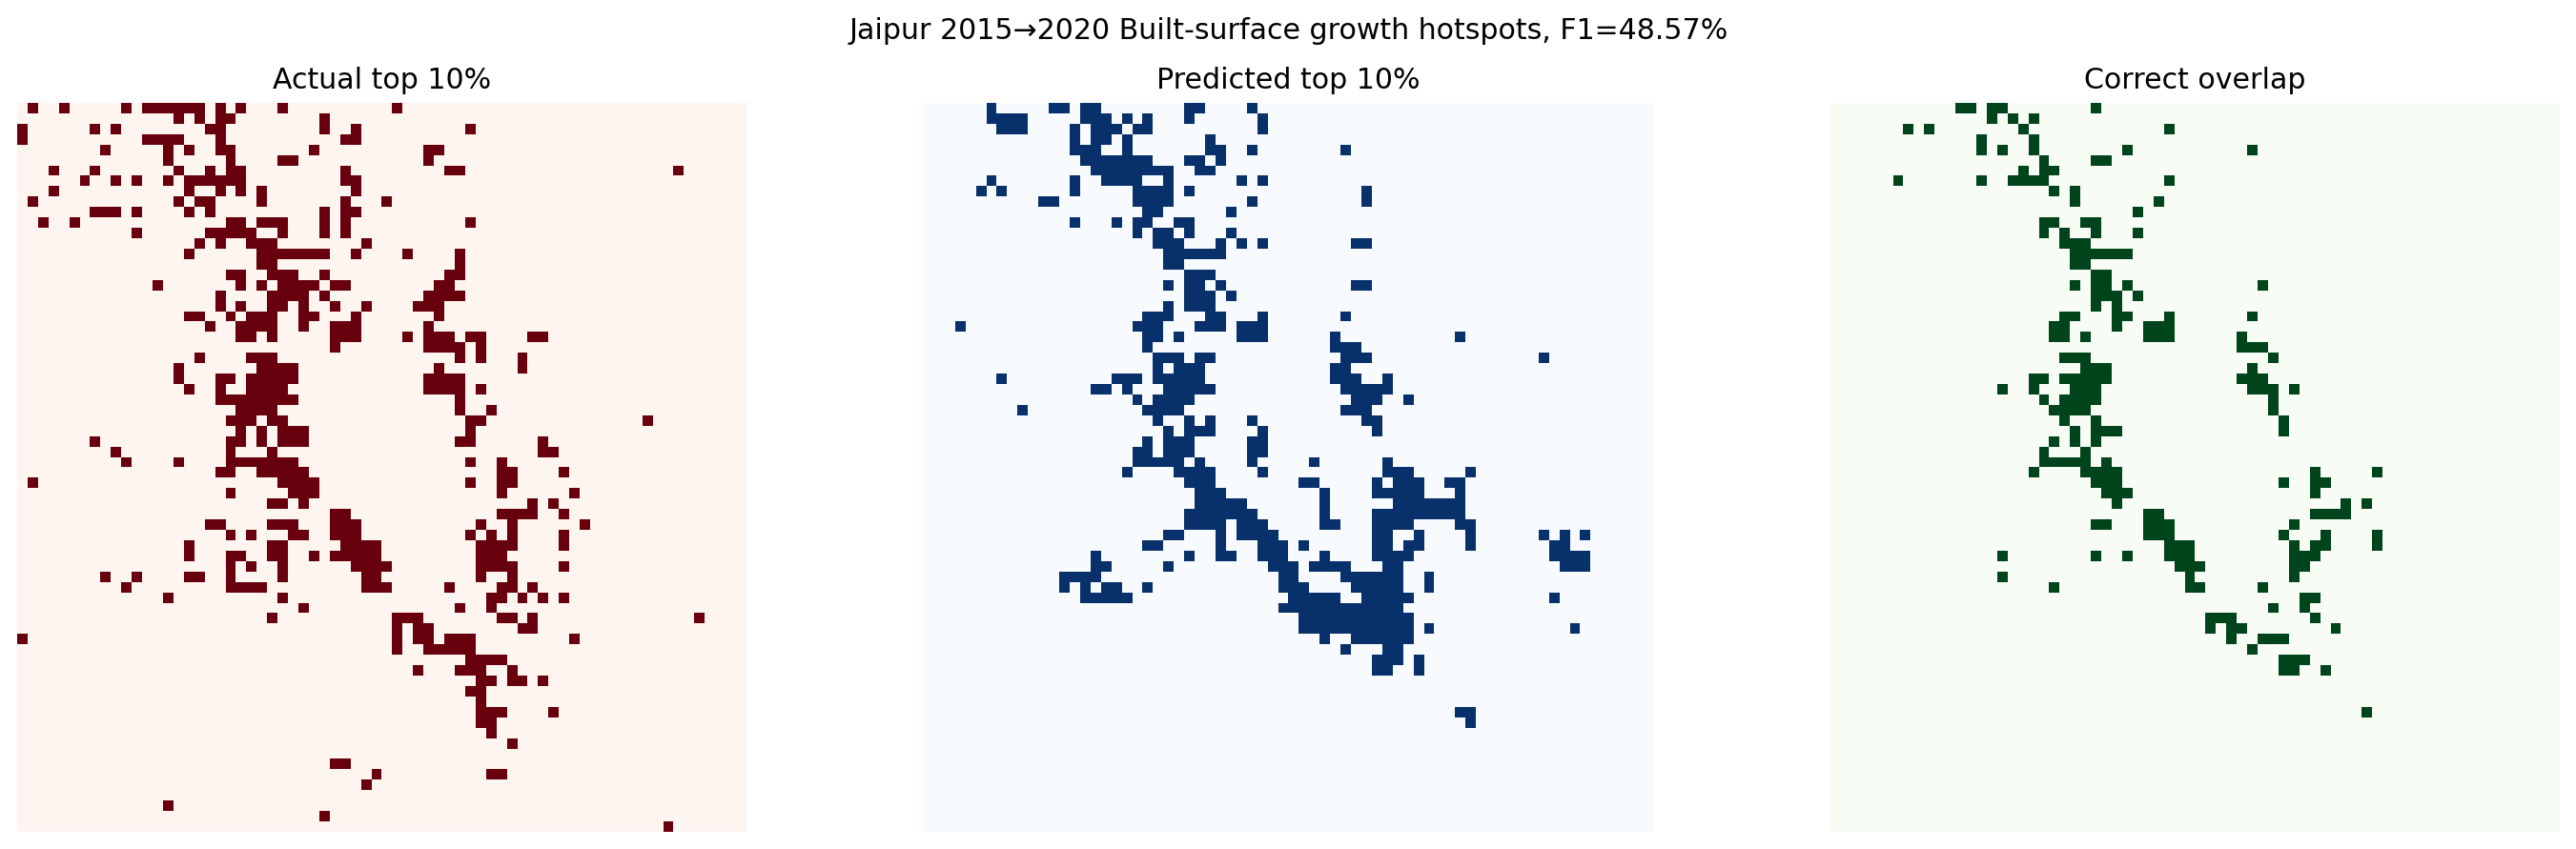 Jaipur 2015→2020 Built-surface growth hotspots, F1=48.57%
Actual top 10%
Predicted top 10%
Correct overlap